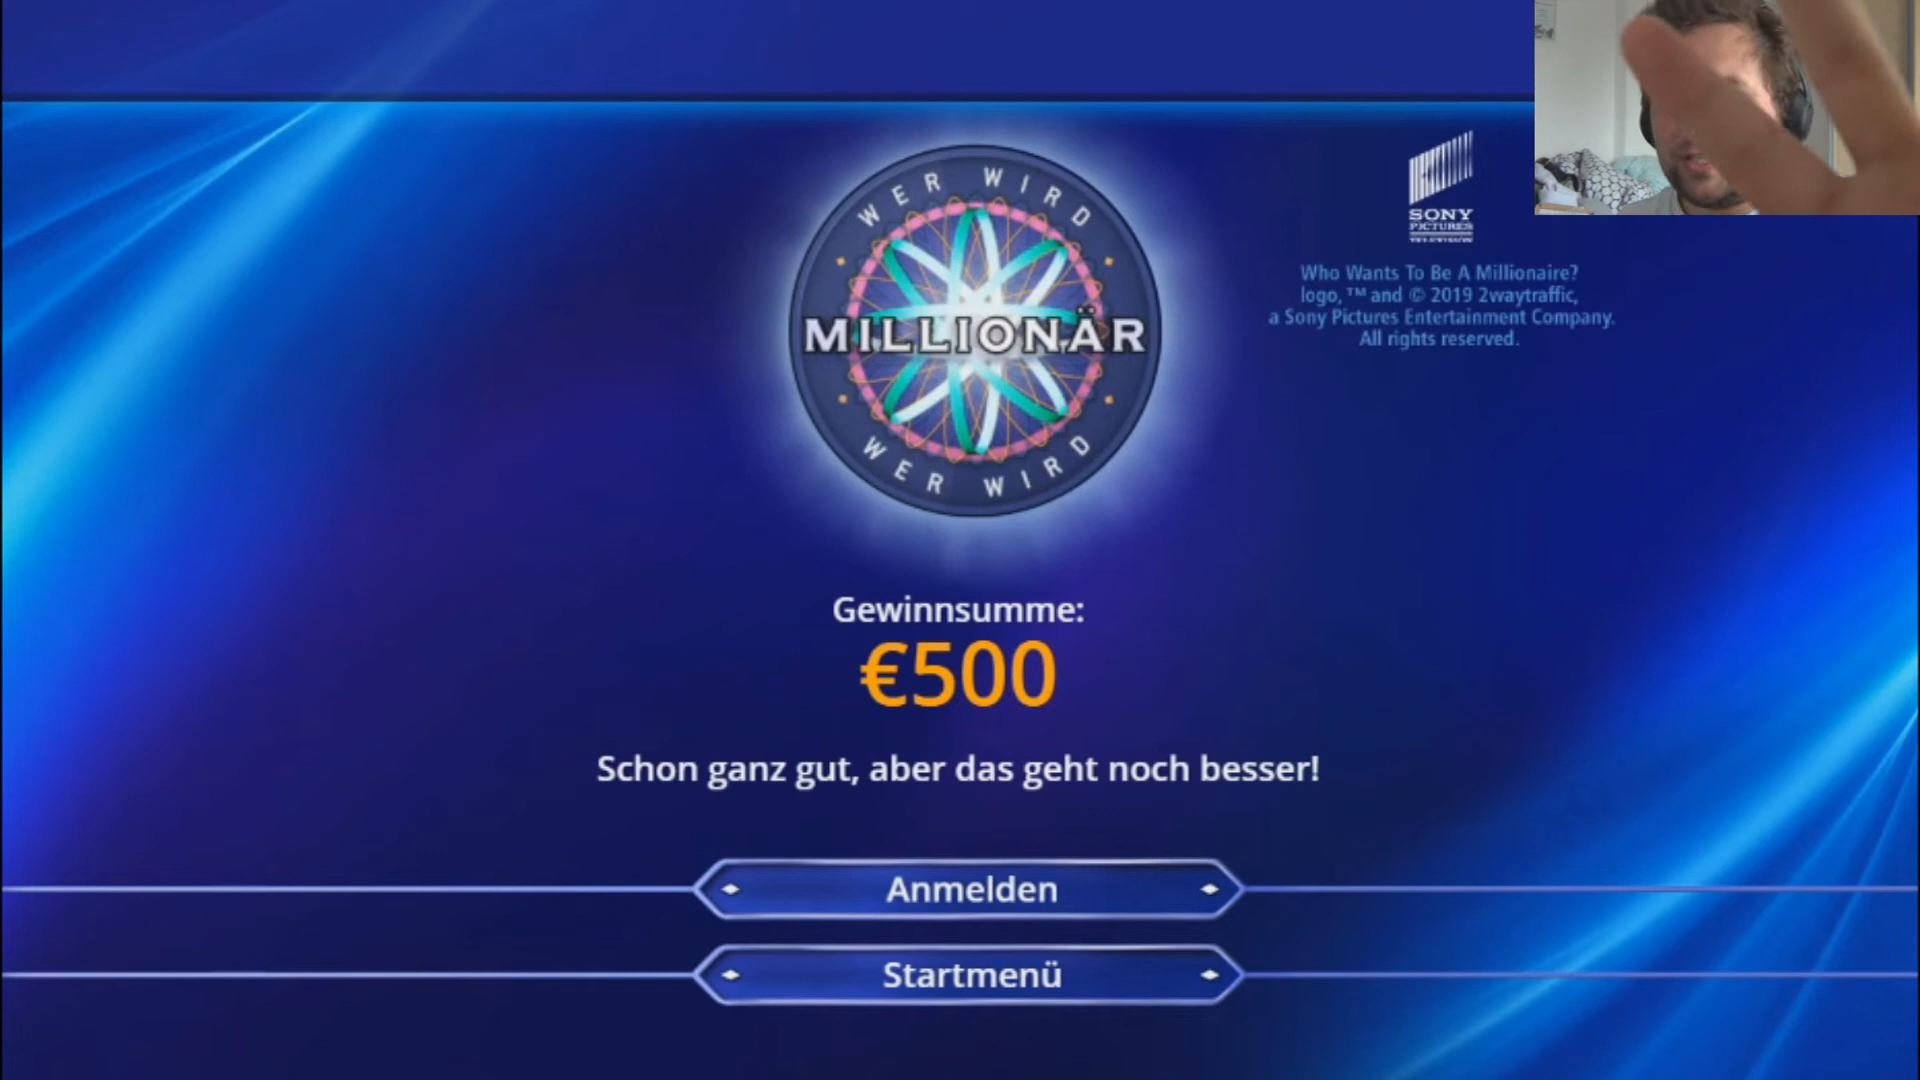 WER WIRD
MILLIONÄR
WER WIRD
SONY
PICTURES
TELEVISION
Who Wants To Be A Millionaire?
logo, ™ and © 2019 2waytraffic,
a Sony Pictures Entertainment Company.
All rights reserved.
Gewinnsumme:
€500
Schon ganz gut, aber das geht noch besser!
Anmelden
Startmenü